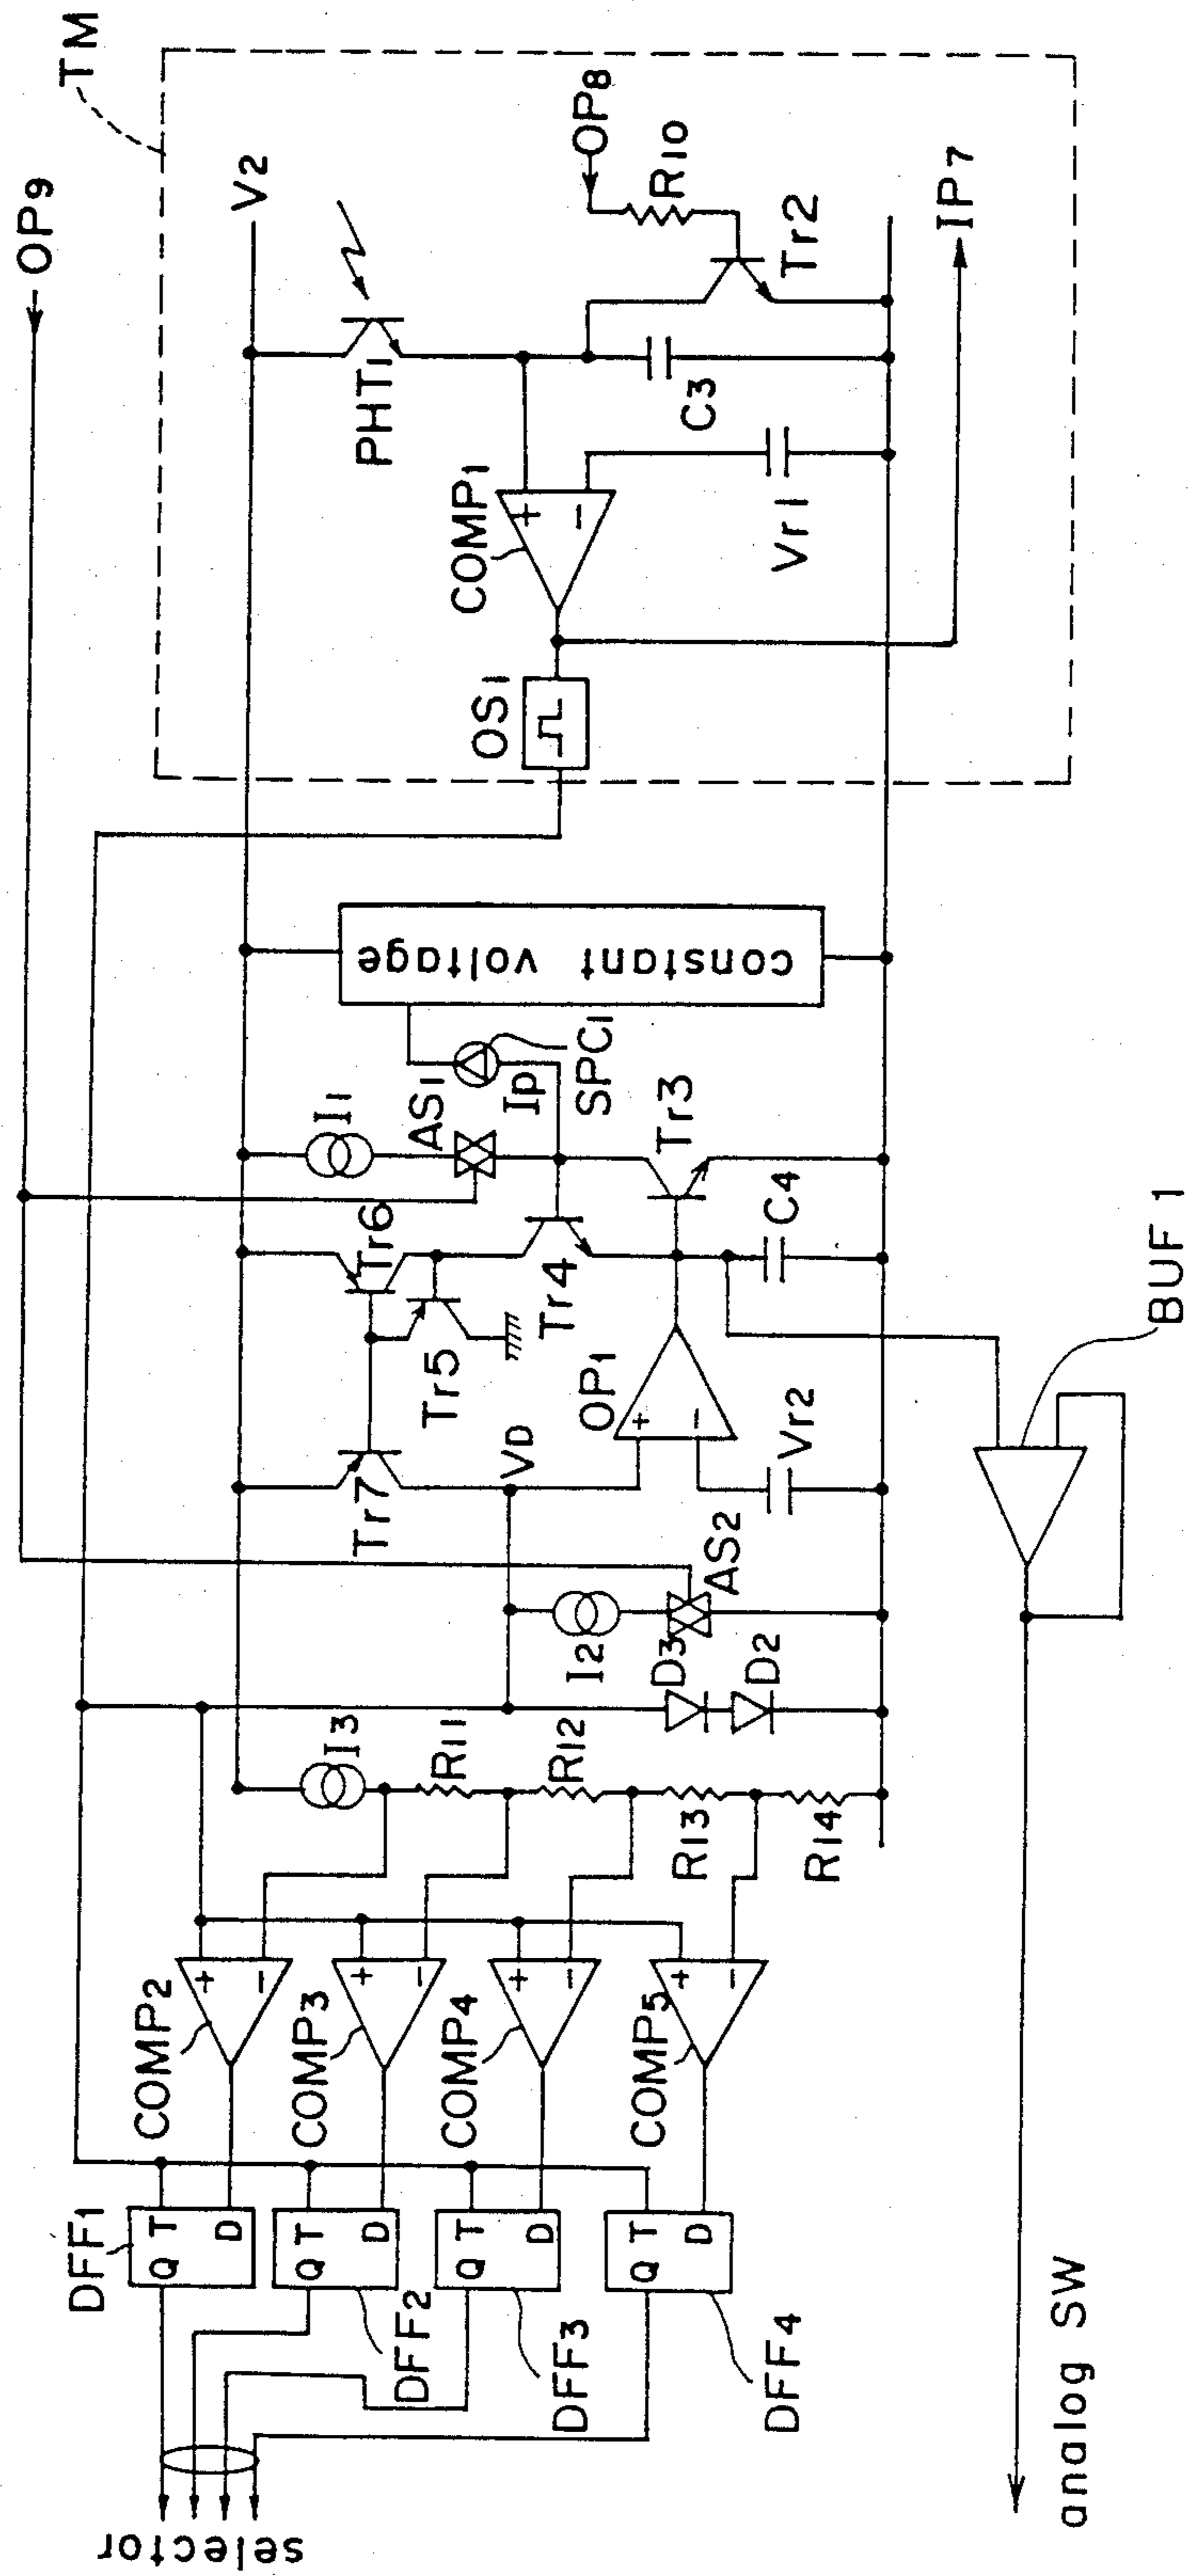 TM
OP9
V2
OP8
R10
PHT1
Tr2
IP7
C3
COMP1
+
−
Vr1
OS1
constant voltage
SPC1
Ip
AS1
I1
Tr3
Tr6
Tr4
C4
Tr5
OP1
+
−
BUF 1
VD
Vr2
Tr7
AS2
I2
D3
D2
I3
R11
R12
R13
R14
COMP2
+
−
COMP3
+
−
COMP4
+
−
COMP5
+
−
DFF1
Q T
D
DFF2
Q T
D
DFF3
Q T
D
DFF4
Q T
D
selector
analog SW